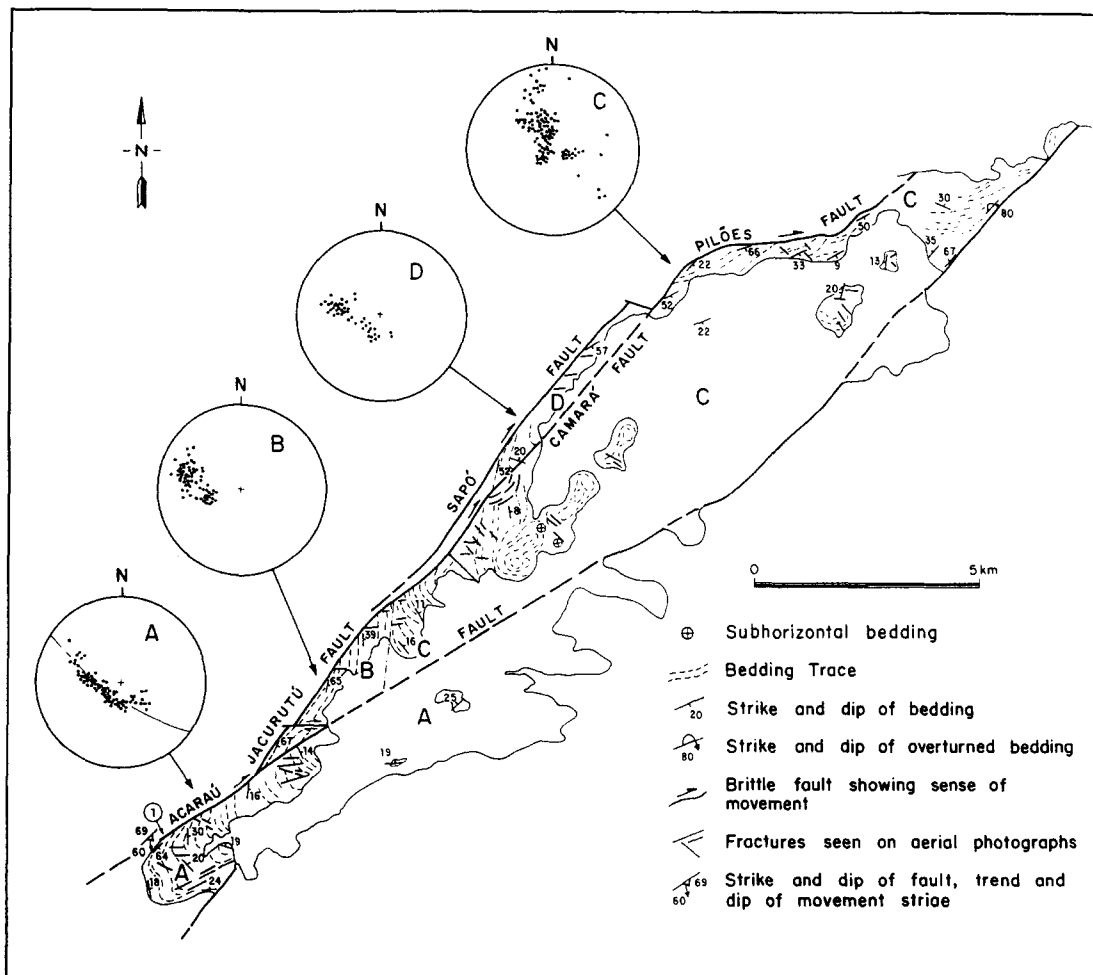 N
C
-N-
N
D
N
B
N
A
PILÕES FAULT
C
30
80
30
66
22
33
9
35
67
13
20
52
22
SAPÓ FAULT
57
CAMARÁ FAULT
D
C
20
52
8
0 5 km
JACURUTÚ FAULT
39
16
C
B
65
FAULT
25
A
67
14
19
16
ACARAÚ
1
69
60
64
30
20
19
A
18
24
Subhorizontal bedding
Bedding Trace
Strike and dip of bedding
20
Strike and dip of overturned bedding
80
Brittle fault showing sense of
movement
Fractures seen on aerial photographs
69
60
Strike and dip of fault, trend and
dip of movement striae